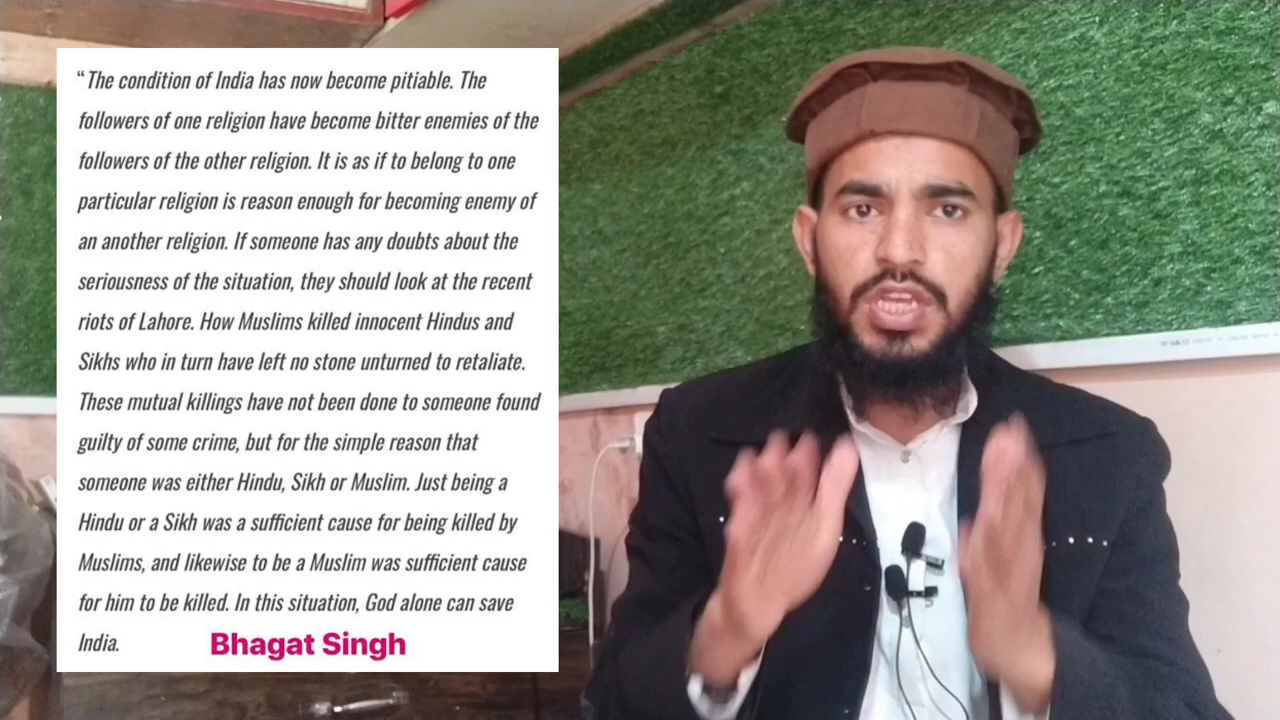 “The condition of India has now become pitiable. The
followers of one religion have become bitter enemies of the
followers of the other religion. It is as if to belong to one
particular religion is reason enough for becoming enemy of
an another religion. If someone has any doubts about the
seriousness of the situation, they should look at the recent
riots of Lahore. How Muslims killed innocent Hindus and
Sikhs who in turn have left no stone unturned to retaliate.
These mutual killings have not been done to someone found
guilty of some crime, but for the simple reason that
someone was either Hindu, Sikh or Muslim. Just being a
Hindu or a Sikh was a sufficient cause for being killed by
Muslims, and likewise to be a Muslim was sufficient cause
for him to be killed. In this situation, God alone can save
India.
Bhagat Singh